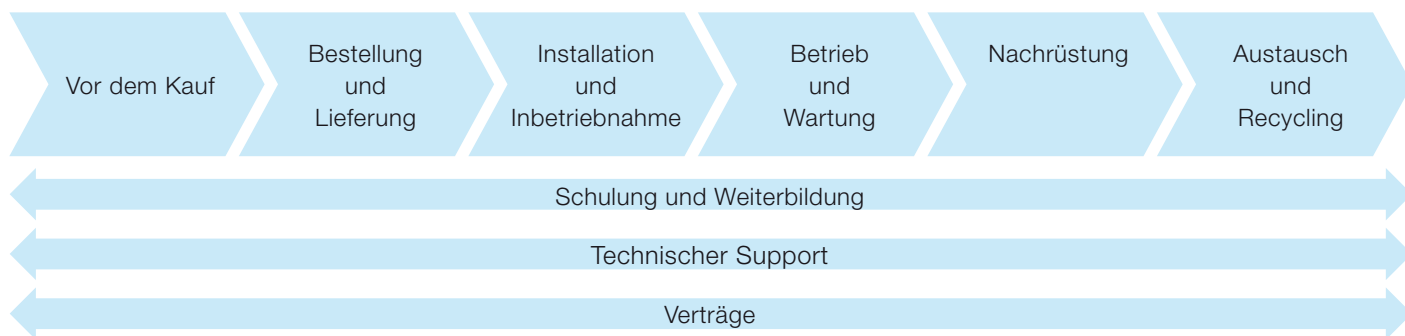 Vor dem Kauf
Bestellung
und
Lieferung
Installation
und
Inbetriebnahme
Betrieb
und
Wartung
Nachrüstung
Austausch
und
Recycling
Schulung und Weiterbildung
Technischer Support
Verträge